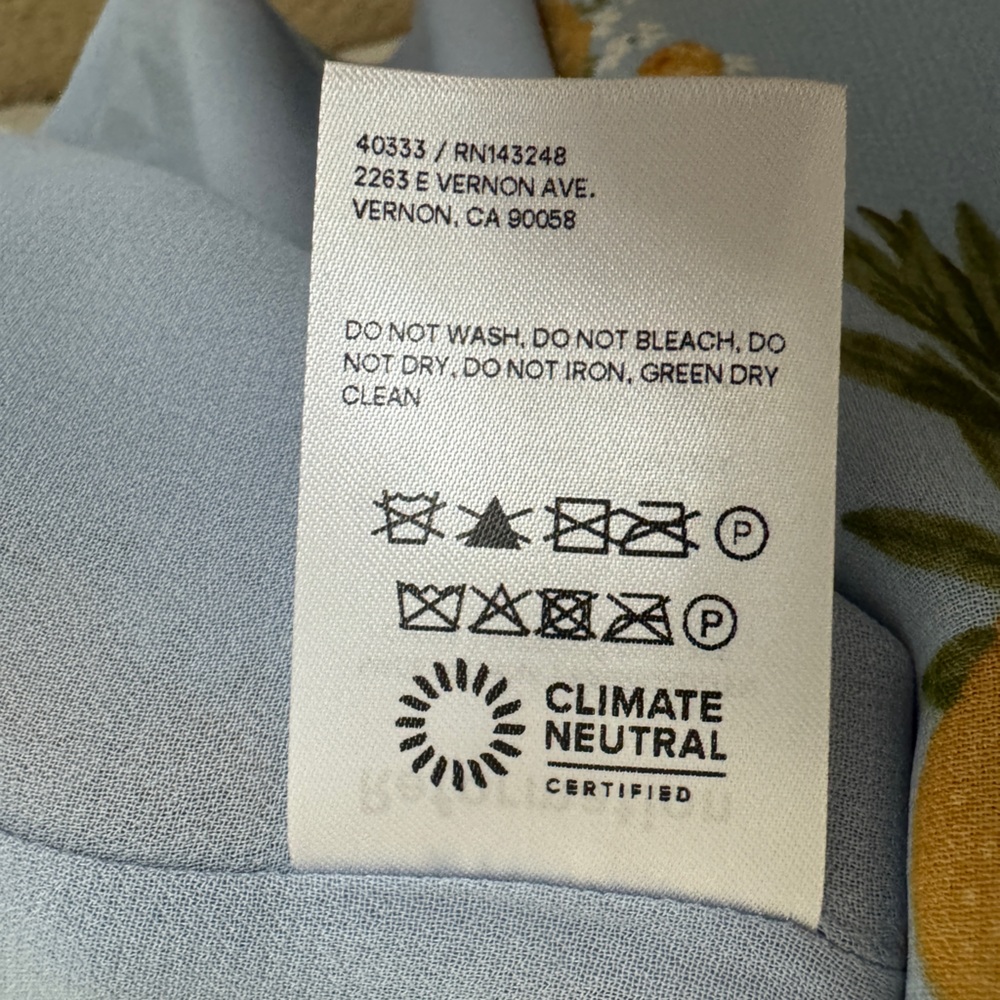 40333 / RN143248
2263 E VERNON AVE.
VERNON, CA 90058
DO NOT WASH, DO NOT BLEACH, DO
NOT DRY, DO NOT IRON, GREEN DRY
CLEAN
P
P
CLIMATE
NEUTRAL
CERTIFIED